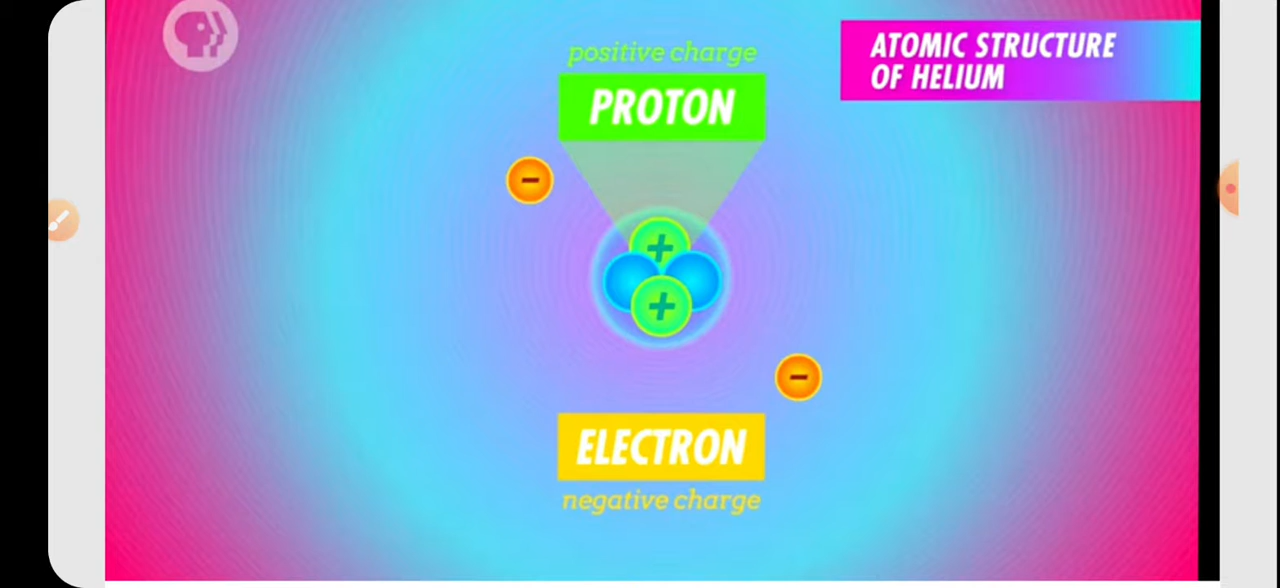 ATOMIC STRUCTURE
OF HELIUM
positive charge
PROTON
-
+
+
-
ELECTRON
negative charge